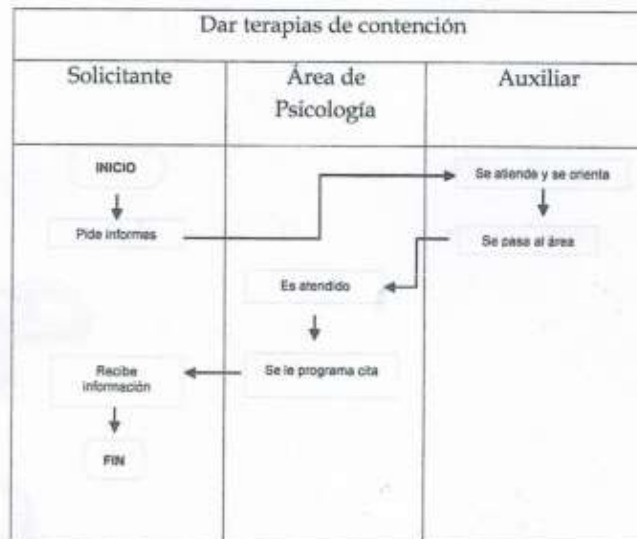 Dar terapias de contención
Solicitante
Área de
Psicología
Auxiliar
INICIO
Se atiende y se orienta
Pide informes
Se pasa al área
Es atendido
Se le programa cita
Recibe
información
FIN